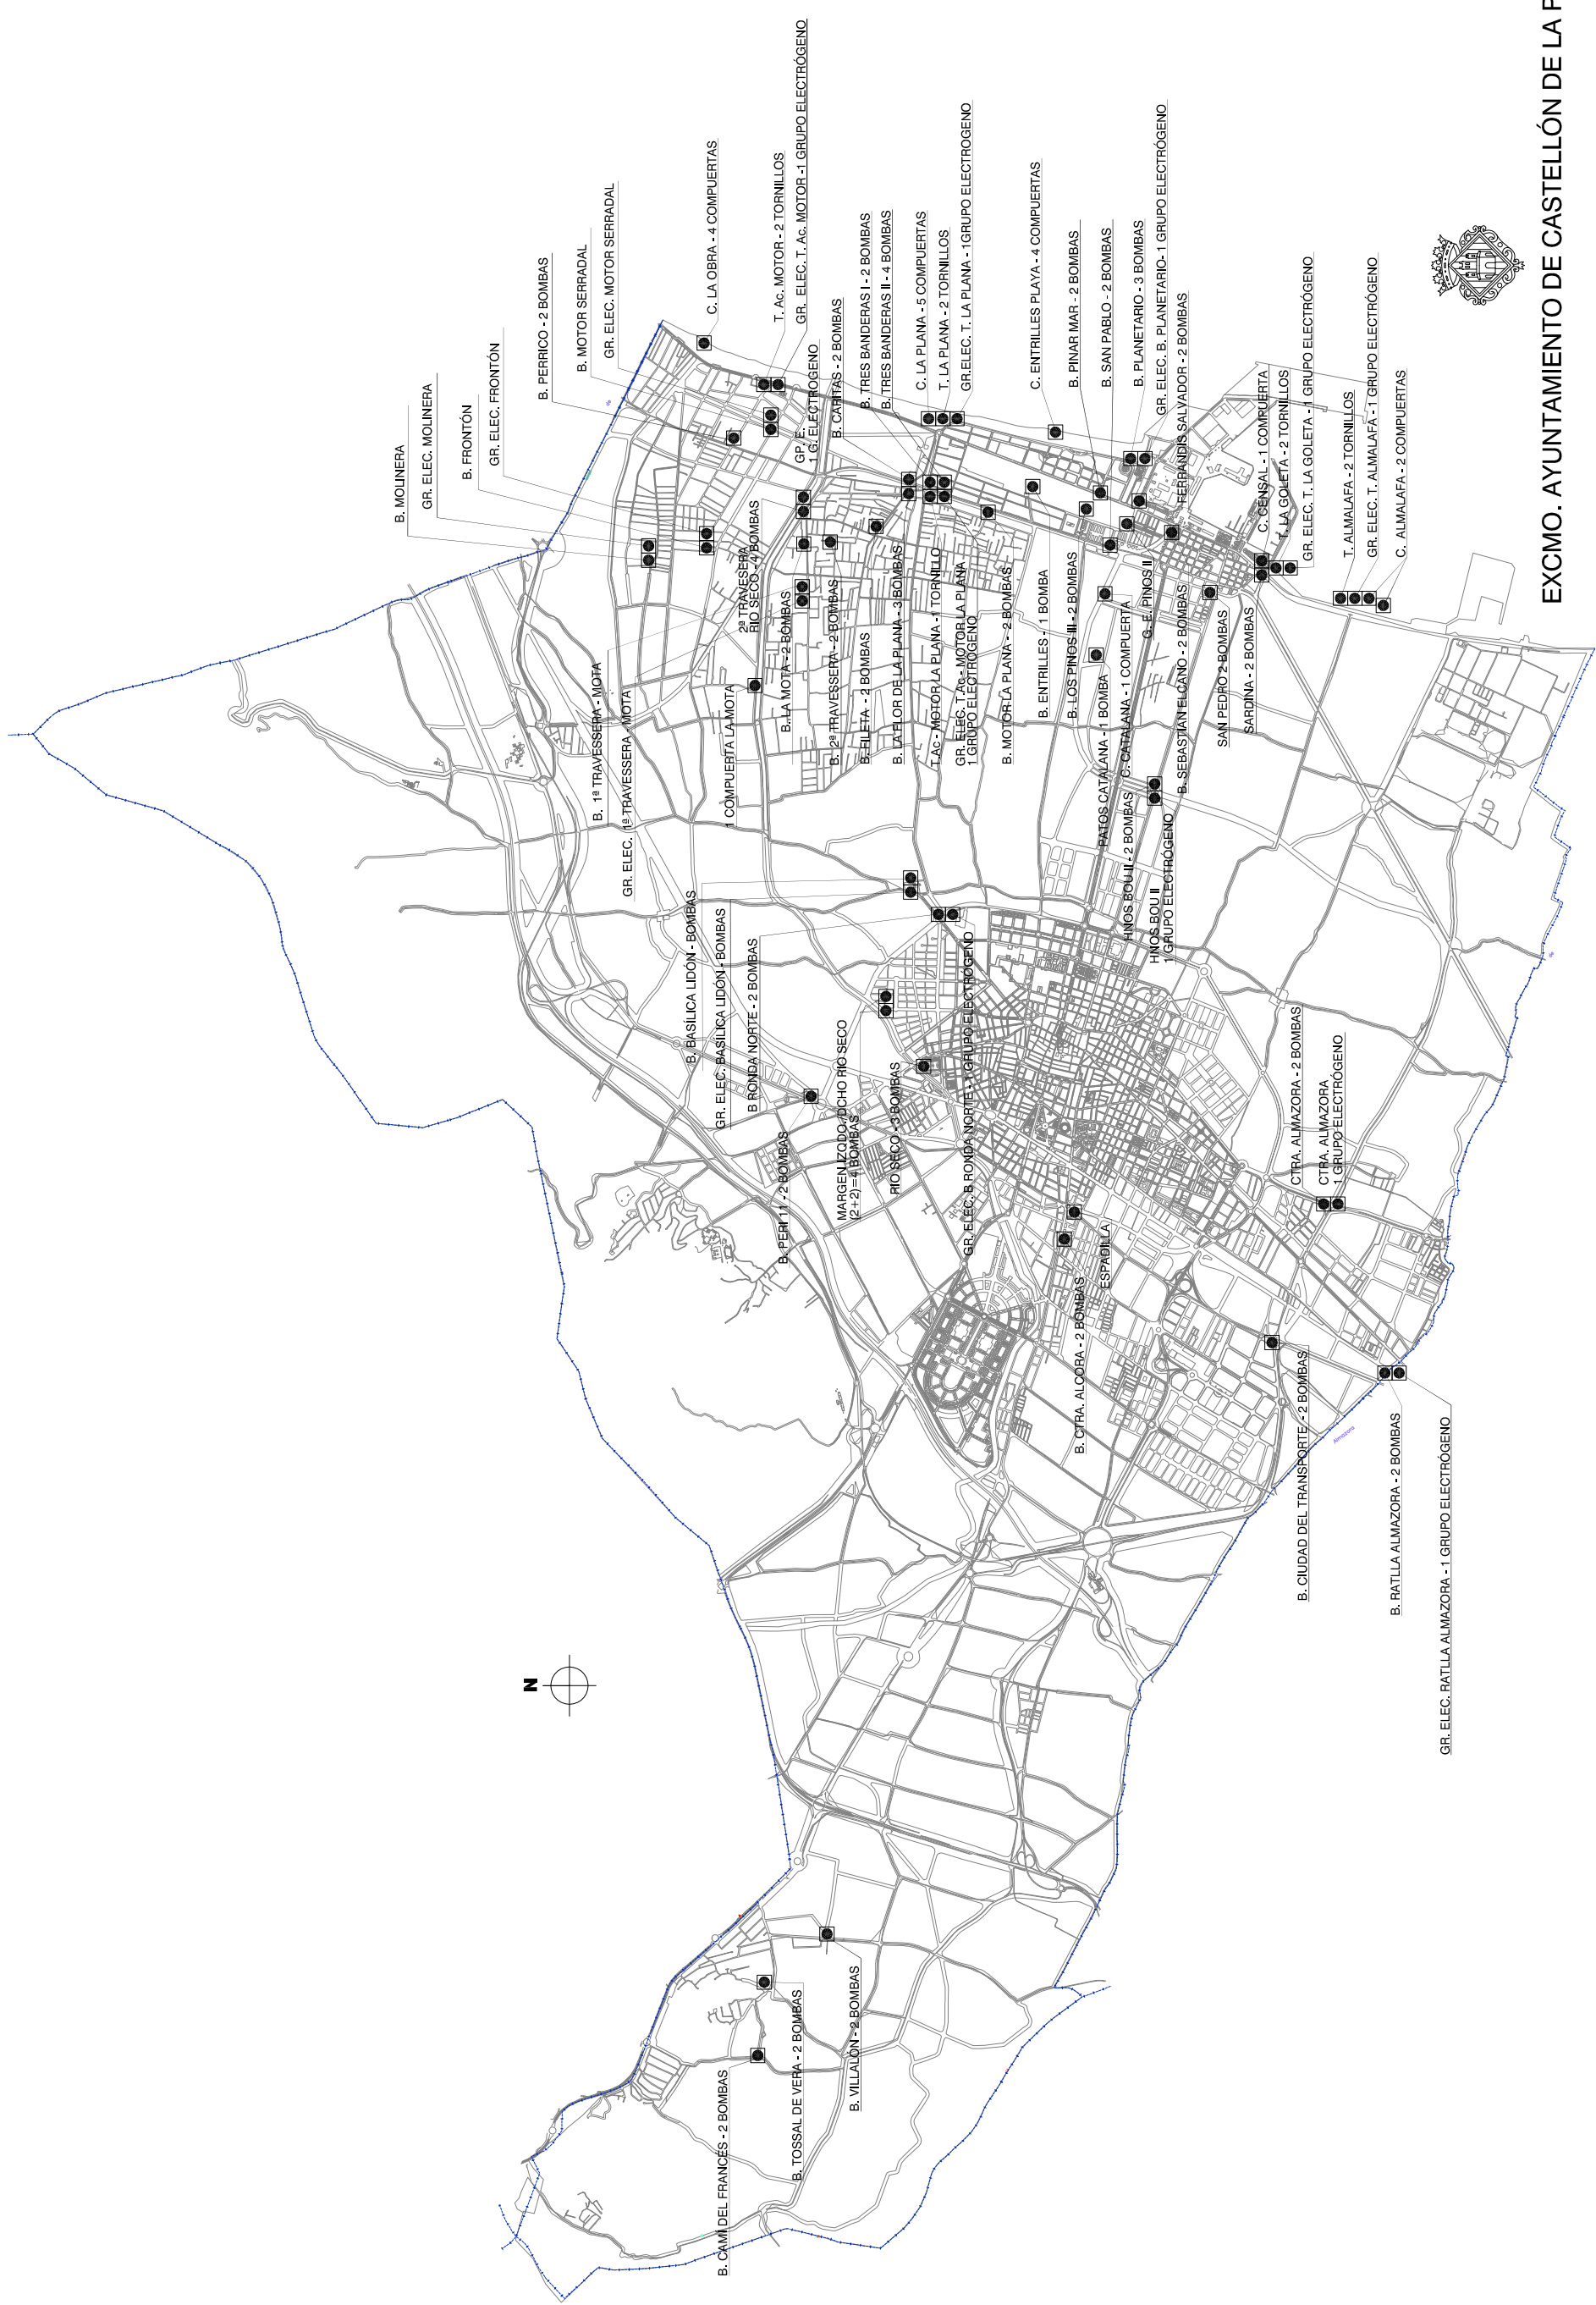 B. MOLINERA
GR. ELEC. MOLINERA
B. FRONTÓN
GR. ELEC. FRONTÓN
B. PERRICO - 2 BOMBAS
B. MOTOR SERRADAL
GR. ELEC. MOTOR SERRADAL
C. LA OBRA - 4 COMPUERTAS
T. Ac. MOTOR - 2 TORNILLOS
GR. ELEC. T. Ac. MOTOR -1 GRUPO ELECTRÓGENO
GP. E.
1 G. ELECTROGENO
B. CARITAS - 2 BOMBAS
B. TRES BANDERAS I - 2 BOMBAS
B. TRES BANDERAS II - 4 BOMBAS
C. LA PLANA - 5 COMPUERTAS
T. LA PLANA - 2 TORNILLOS
GR.ELEC. T. LA PLANA - 1GRUPO ELECTROGENO
C. ENTRILLES PLAYA - 4 COMPUERTAS
B. PINAR MAR - 2 BOMBAS
B. SAN PABLO - 2 BOMBAS
B. PLANETARIO - 3 BOMBAS
GR. ELEC. B. PLANETARIO- 1 GRUPO ELECTRÓGENO
FERRANDIS SALVADOR - 2 BOMBAS
C. CENSAL - 1 COMPUERTA
T. LA GOLETA - 2 TORNILLOS
GR. ELEC. T. LA GOLETA - 1 GRUPO ELECTRÓGENO
T. ALMALAFA - 2 TORNILLOS
GR. ELEC. T. ALMALAFA - 1 GRUPO ELECTRÓGENO
C. ALMALAFA - 2 COMPUERTAS
B. 1ª TRAVESSERA - MOTA
GR. ELEC. 1ª TRAVESSERA - MOTA
2ª TRAVESERA
RIO SECO - 4 BOMBAS
1 COMPUERTA LA MOTA
B. LA MOTA - 2 BOMBAS
B. 2ª TRAVESSERA - 2 BOMBAS
B. FILETA - 2 BOMBAS
B. LA FLOR DE LA PLANA - 3 BOMBAS
T.Ac - MOTOR LA PLANA - 1 TORNILLO
GR. ELEC. T.Ac - MOTOR LA PLANA
1 GRUPO ELECTROGENO
B. MOTOR LA PLANA - 2 BOMBAS
B. ENTRILLES - 1 BOMBA
B. LOS PINOS III - 2 BOMBAS
PATOS CATALANA - 1 BOMBA
C. CATALANA - 1 COMPUERTA
G. E. PINOS II
B. SEBASTIÁN ELCANO - 2 BOMBAS
SAN PEDRO 2 BOMBAS
SARDINA - 2 BOMBAS
HNOS BOU II - 2 BOMBAS
HNOS BOU II
1 GRUPO ELECTRÓGENO
B. BASÍLICA LIDÓN - BOMBAS
GR. ELEC. BASÍLICA LIDÓN - BOMBAS
B RONDA NORTE - 2 BOMBAS
GR. ELEC. B RONDA NORTE - 1 GRUPO ELECTRÓGENO
B. PERI 11 - 2 BOMBAS
MARGEN IZQDO/DCHO RIO SECO
(2+2)=4 BOMBAS
RIO SECO - 3 BOMBAS
CTRA. ALMAZORA - 2 BOMBAS
CTRA. ALMAZORA
1 GRUPO ELECTRÓGENO
ESPADILLA
B. CTRA. ALCORA - 2 BOMBAS
B. CIUDAD DEL TRANSPORTE - 2 BOMBAS
B. RATLLA ALMAZORA - 2 BOMBAS
GR. ELEC. RATLLA ALMAZORA - 1 GRUPO ELECTRÓGENO
Almazora
de
de
N
B. VILLALÓN - 2 BOMBAS
B. TOSSAL DE VERA - 2 BOMBAS
B. CAMÍ DEL FRANCES - 2 BOMBAS
EXCMO. AYUNTAMIENTO DE CASTELLÓN DE LA P